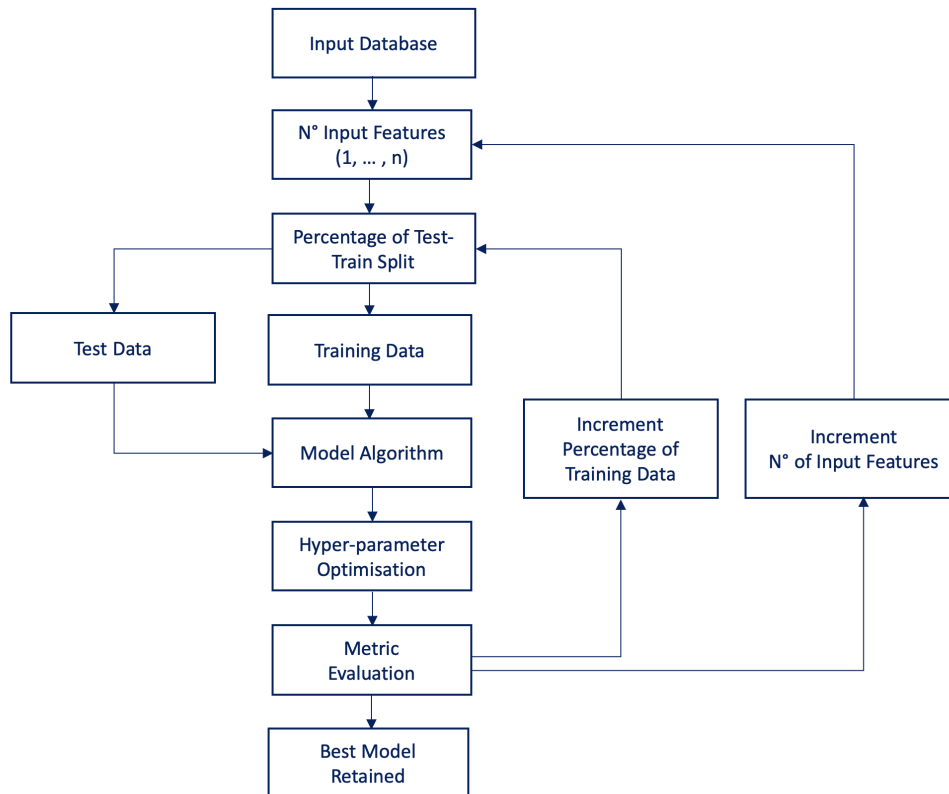 Input Database
N° Input Features
(1, ... , n)
Percentage of Test-
Train Split
Test Data
Training Data
Model Algorithm
Increment
Percentage of
Training Data
Increment
N° of Input Features
Hyper-parameter
Optimisation
Metric
Evaluation
Best Model
Retained